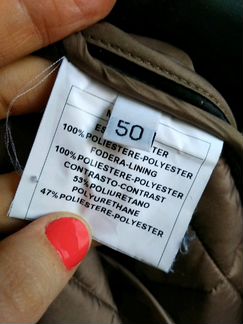 50
100% POLIESTERE-POLYESTER
FODERA-LINING
100% POLIESTERE-POLYESTER
CONTRASTO-CONTRAST
53% POLIURETANO
POLYURETHANE
47% POLIESTERE-POLYESTER